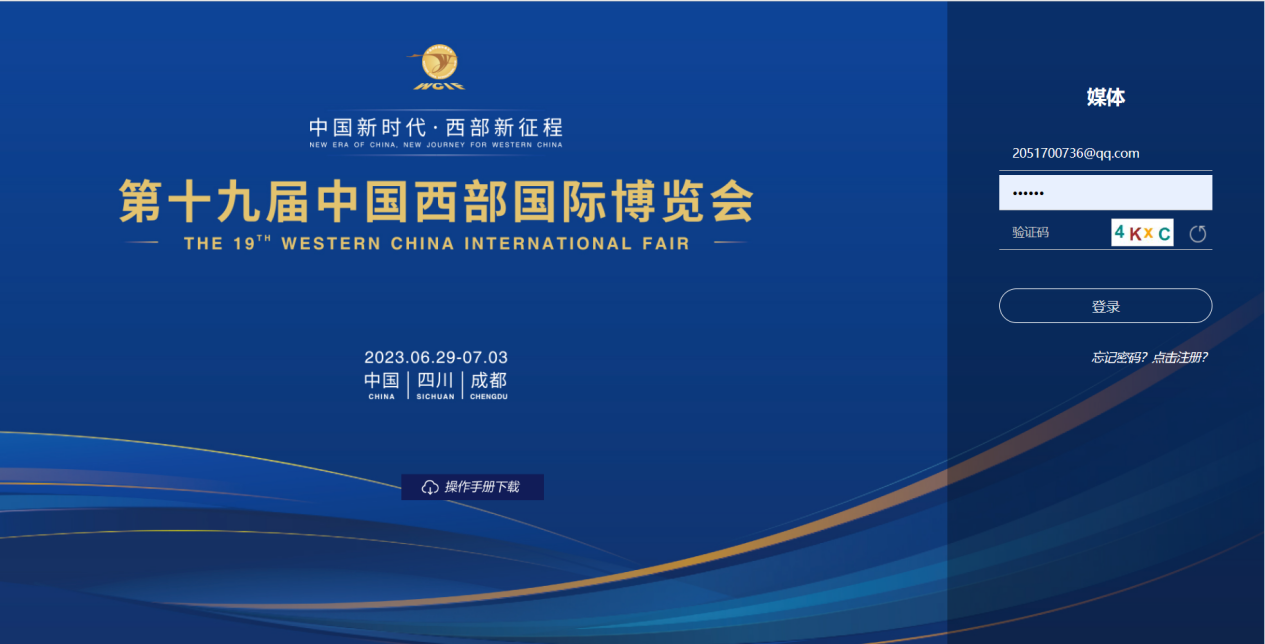 WCIF
中国新时代·西部新征程
NEW ERA OF CHINA, NEW JOURNEY FOR WESTERN CHINA
第十九届中国西部国际博览会
THE 19TH WESTERN CHINA INTERNATIONAL FAIR
2023.06.29-07.03
中国 | 四川 | 成都
CHINA SICHUAN CHENGDU
操作手册下载
媒体
2051700736@qq.com
••••••
验证码 4KxC
登录
忘记密码? 点击注册?